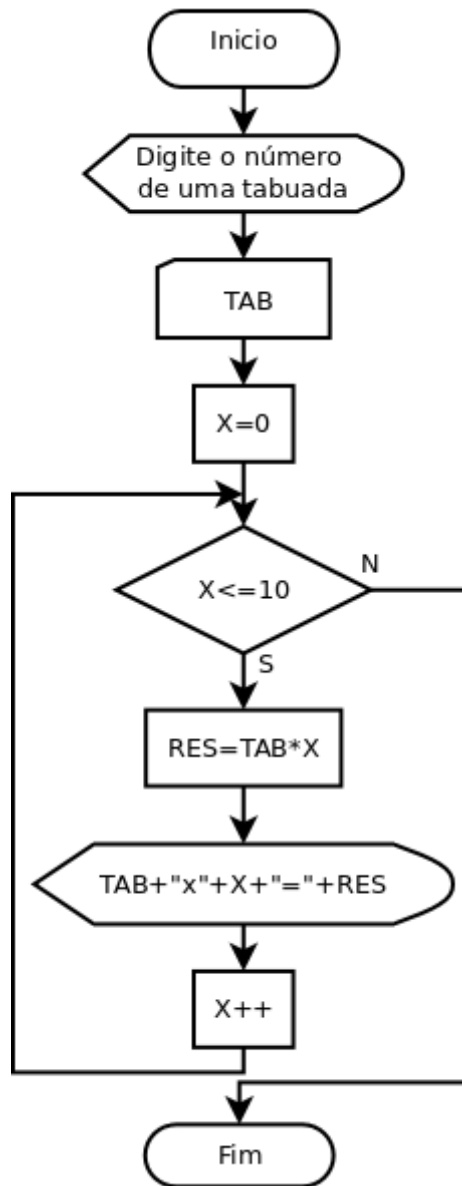 Inicio
Digite o número
de uma tabuada
TAB
X=0
X<=10
N
S
RES=TAB*X
TAB+"x"+X+"="+RES
X++
Fim